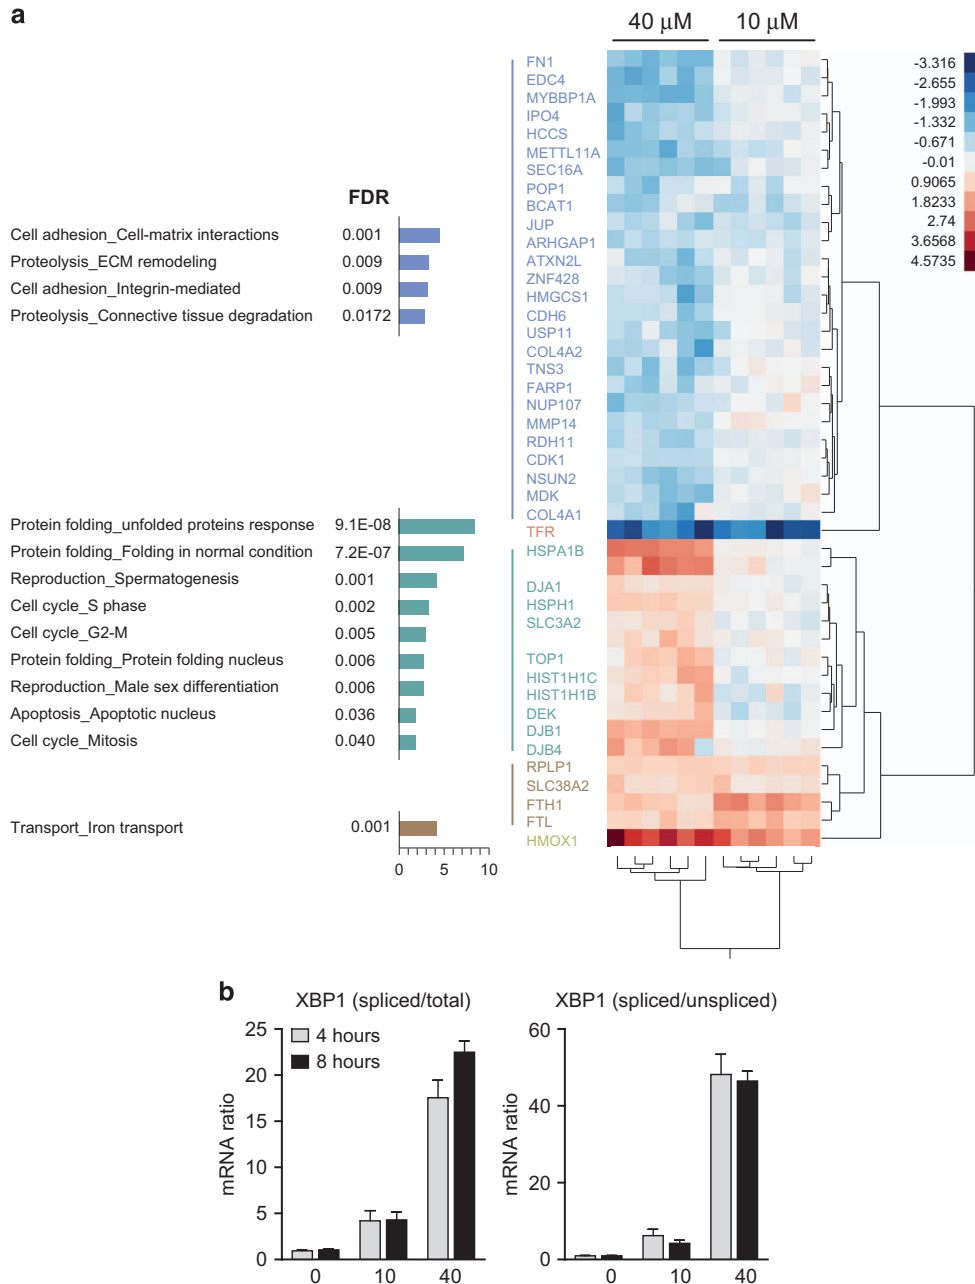 a
40 μM 10 μM
FDR
Cell adhesion_Cell-matrix interactions 0.001
Proteolysis_ECM remodeling 0.009
Cell adhesion_Integrin-mediated 0.009
Proteolysis_Connective tissue degradation 0.0172
Protein folding_unfolded proteins response 9.1E-08
Protein folding_Folding in normal condition 7.2E-07
Reproduction_Spermatogenesis 0.001
Cell cycle_S phase 0.002
Cell cycle_G2-M 0.005
Protein folding_Protein folding nucleus 0.006
Reproduction_Male sex differentiation 0.006
Apoptosis_Apoptotic nucleus 0.036
Cell cycle_Mitosis 0.040
Transport_Iron transport 0.001
0 5 10
FN1
EDC4
MYBBP1A
IPO4
HCCS
METTL11A
SEC16A
POP1
BCAT1
JUP
ARHGAP1
ATXN2L
ZNF428
HMGCS1
CDH6
USP11
COL4A2
TNS3
FARP1
NUP107
MMP14
RDH11
CDK1
NSUN2
MDK
COL4A1
TFR
HSPA1B
DJA1
HSPH1
SLC3A2
TOP1
HIST1H1C
HIST1H1B
DEK
DJB1
DJB4
RPLP1
SLC38A2
FTH1
FTL
HMOX1
-3.316
-2.655
-1.993
-1.332
-0.671
-0.01
0.9065
1.8233
2.74
3.6568
4.5735
b
XBP1 (spliced/total)
4 hours
8 hours
mRNA ratio
25
20
15
10
5
0
0 10 40
XBP1 (spliced/unspliced)
mRNA ratio
60
40
20
0
0 10 40